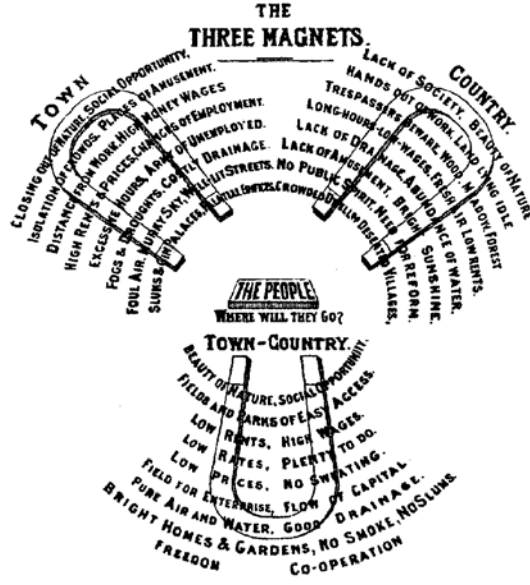 THE
THREE MAGNETS.
TOWN
CLOSING OUT OF NATURE. SOCIAL OPPORTUNITY.
ISOLATION OF CROWDS. PLACES OF AMUSEMENT.
DISTANCE FROM WORK. HIGH MONEY WAGES
HIGH RENTS & PRICES. CHANCES OF EMPLOYMENT.
EXCESSIVE HOURS. ARMY OF UNEMPLOYED.
FOGS & DROUGHTS. COSTLY DRAINAGE.
FOUL AIR. MURKY SKY. WELL-LIT STREETS.
SLUMS & GIN PALACES. EDIFICES.
COUNTRY.
LACK OF SOCIETY. BEAUTY OF NATURE
HANDS OUT OF WORK. LAND LYING IDLE
TRESPASSERS BEWARE. WOOD, MEADOW, FOREST
LONG-HOURS-LOW-WAGES. FRESH AIR. LOW RENTS.
LACK OF DRAINAGE. ABUNDANCE OF WATER.
LACK OF AMUSEMENT. BRIGHT SUNSHINE.
NO PUBLIC SPIRIT. NEED FOR REFORM.
CROWDED DWELLINGS. DESERTED VILLAGES,
THE PEOPLE
WHERE WILL THEY GO?
TOWN-COUNTRY.
BEAUTY OF NATURE, SOCIAL OPPORTUNITY.
FIELDS AND PARKS OF EASY ACCESS.
LOW RENTS, HIGH WAGES.
LOW RATES, PLENTY TO DO.
LOW PRICES, NO SWEATING.
FIELD FOR ENTERPRISE, FLOW OF CAPITAL
PURE AIR AND WATER, GOOD DRAINAGE.
BRIGHT HOMES & GARDENS, NO SMOKE, NO SLUMS.
FREEDOM CO-OPERATION